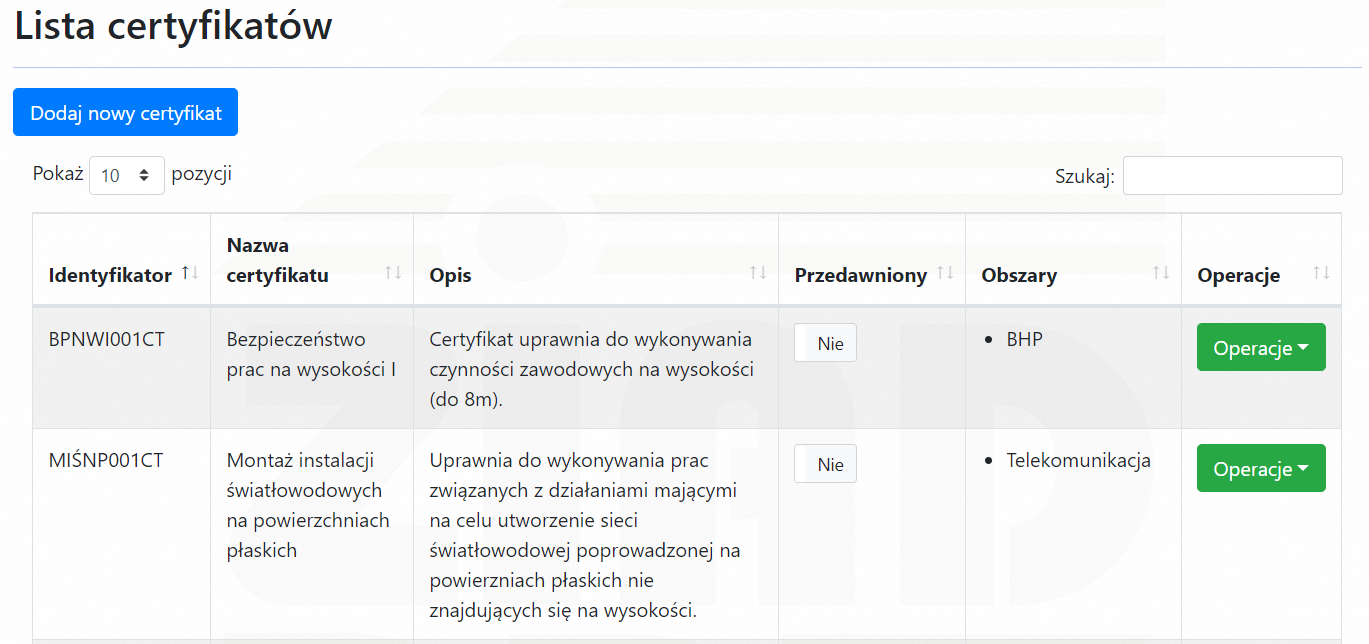 Lista certyfikatów
Dodaj nowy certyfikat
Pokaż 10 pozycji
Szukaj:
Identyfikator
Nazwa
certyfikatu
Opis
Przedawniony
Obszary
Operacje
BPNWI001CT
Bezpieczeństwo
prac na wysokości I
Certyfikat uprawnia do wykonywania
czynności zawodowych na wysokości
(do 8m).
Nie
BHP
Operacje
MIŚNP001CT
Montaż instalacji
światłowodowych
na powierzchniach
płaskich
Uprawnia do wykonywania prac
związanych z działaniami mającymi
na celu utworzenie sieci
światłowodowej poprowadzonej na
powierzniach płaskich nie
znajdujących się na wysokości.
Nie
Telekomunikacja
Operacje
ZIAD